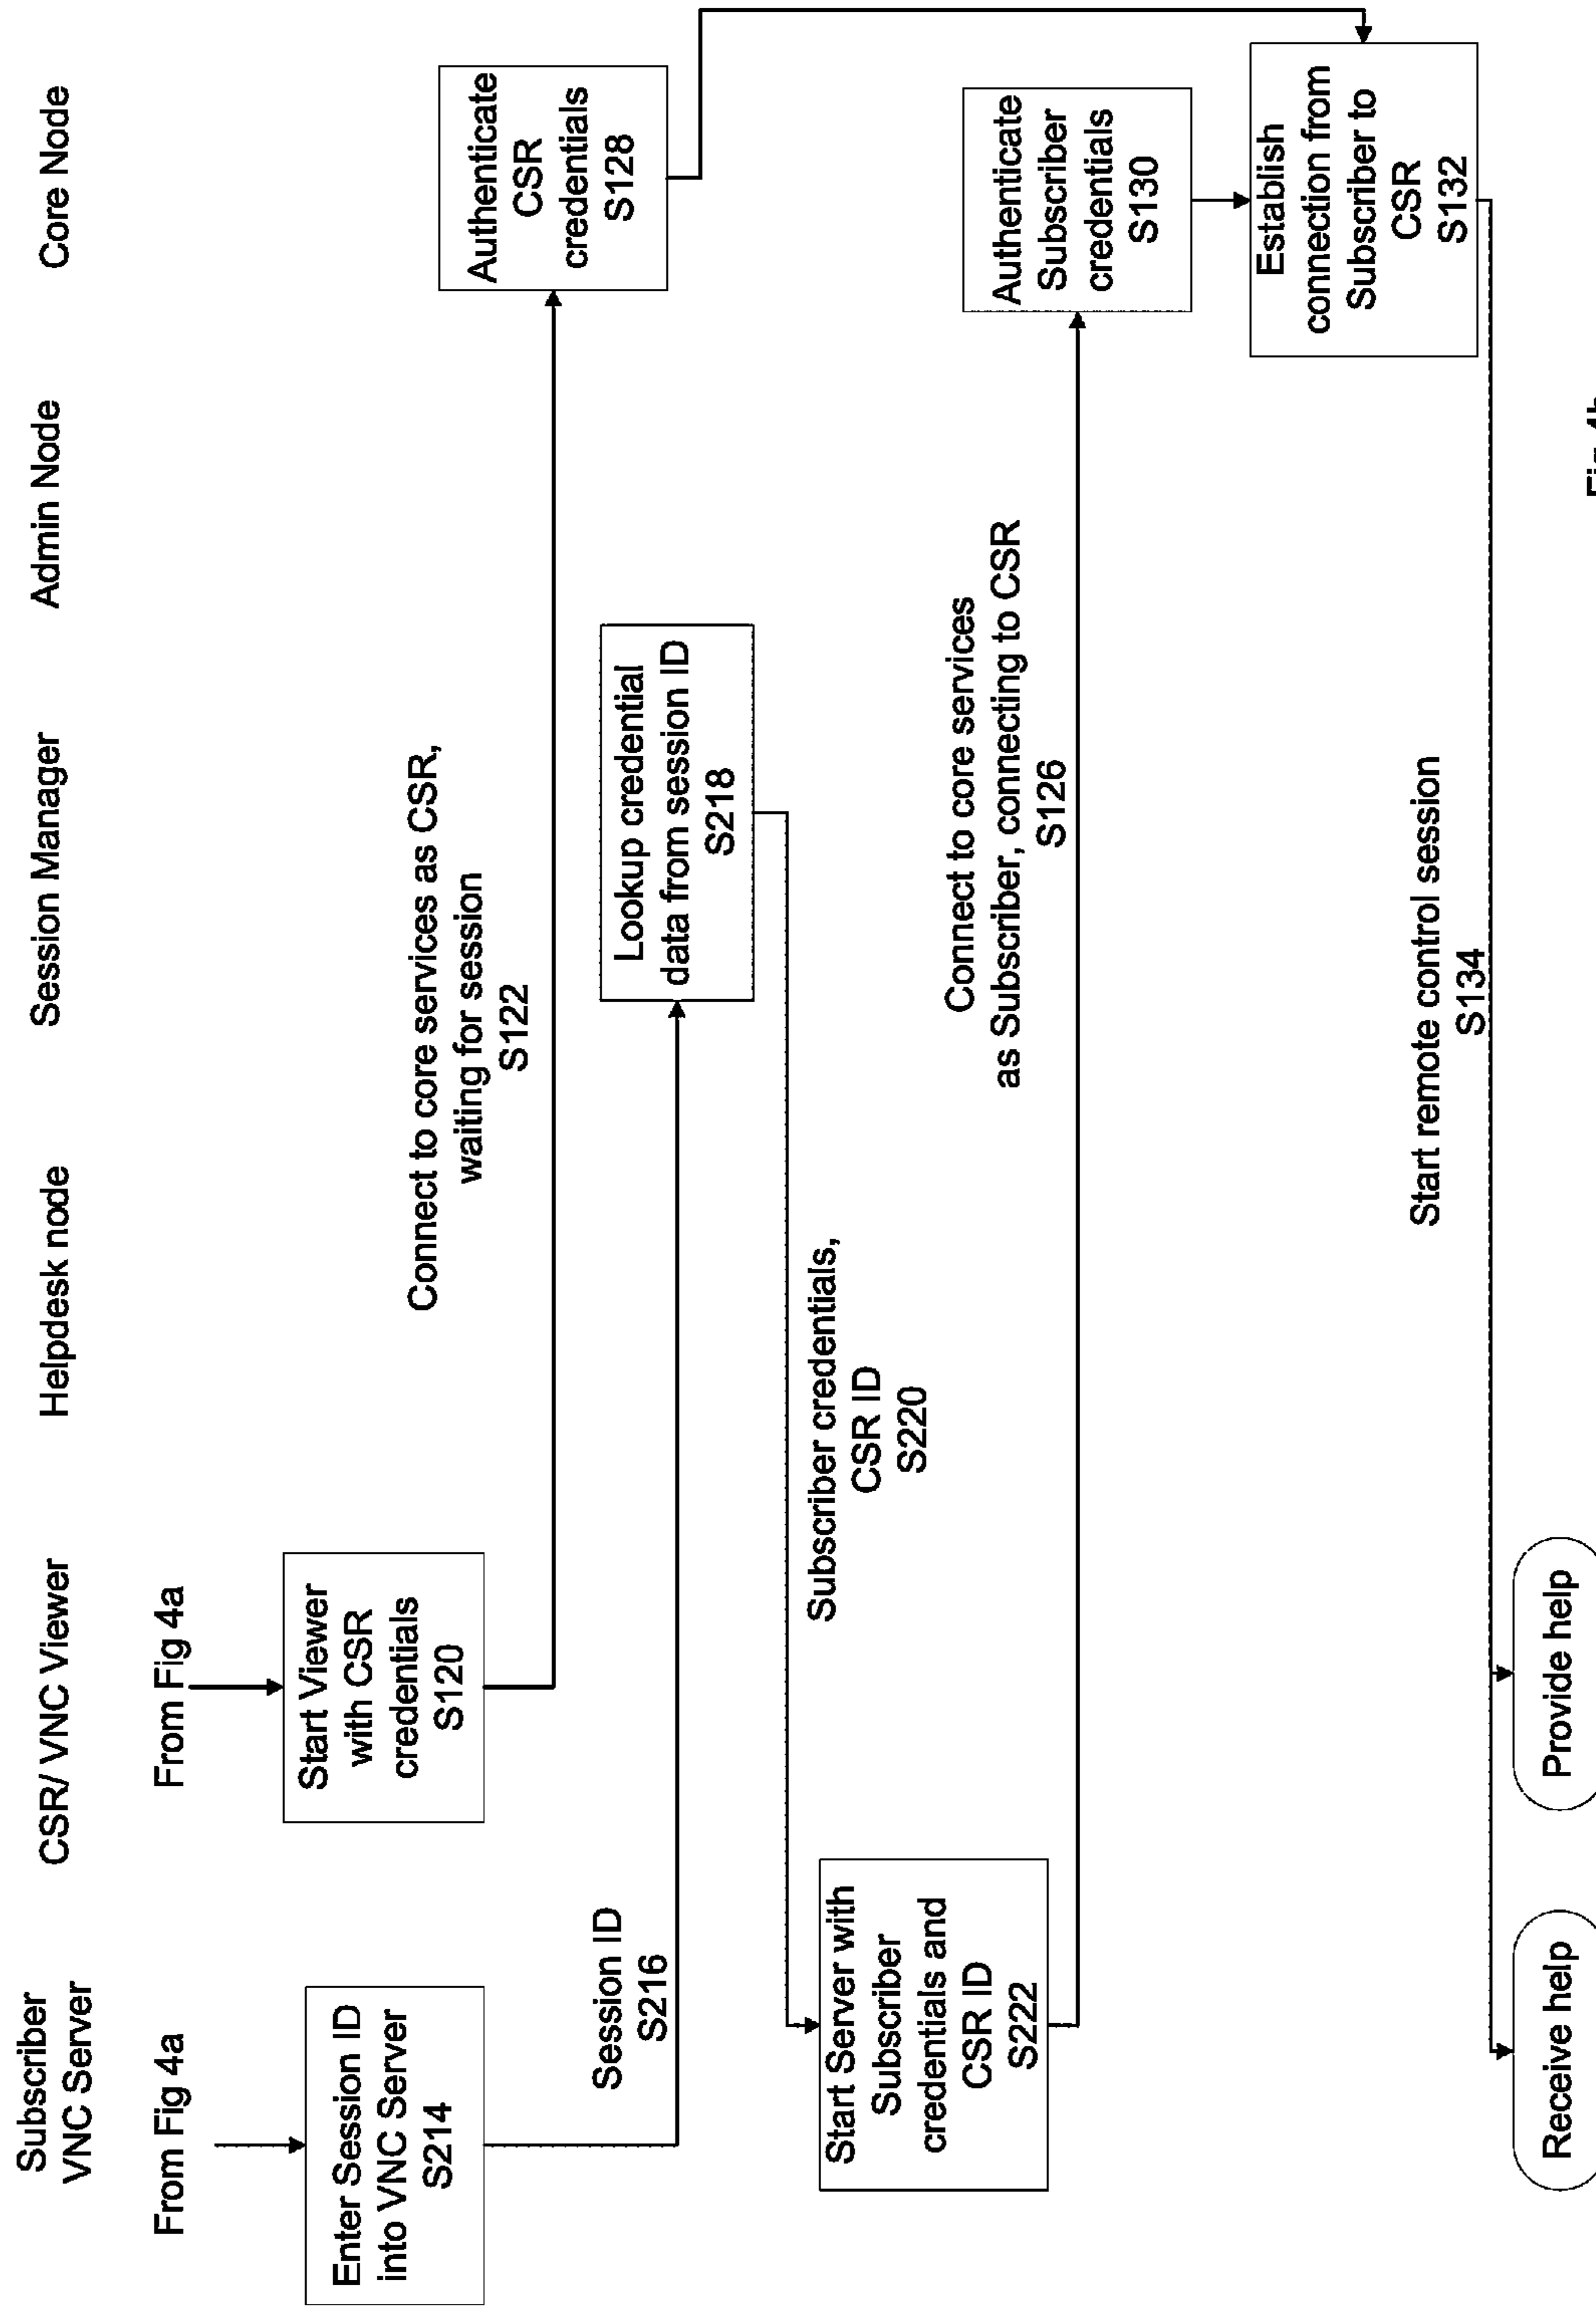 Subscriber
VNC Server
CSR/ VNC Viewer
Helpdesk node
Session Manager
Admin Node
Core Node
From Fig 4a
From Fig 4a
Enter Session ID
into VNC Server
S214
Start Viewer
with CSR
credentials
S120
Connect to core services as CSR,
waiting for session
S122
Authenticate
CSR
credentials
S128
Session ID
S216
Lookup credential
data from session ID
S218
Subscriber credentials,
CSR ID
S220
Start Server with
Subscriber
credentials and
CSR ID
S222
Connect to core services
as Subscriber, connecting to CSR
S126
Authenticate
Subscriber
credentials
S130
Establish
connection from
Subscriber to
CSR
S132
Start remote control session
S134
Receive help
Provide help